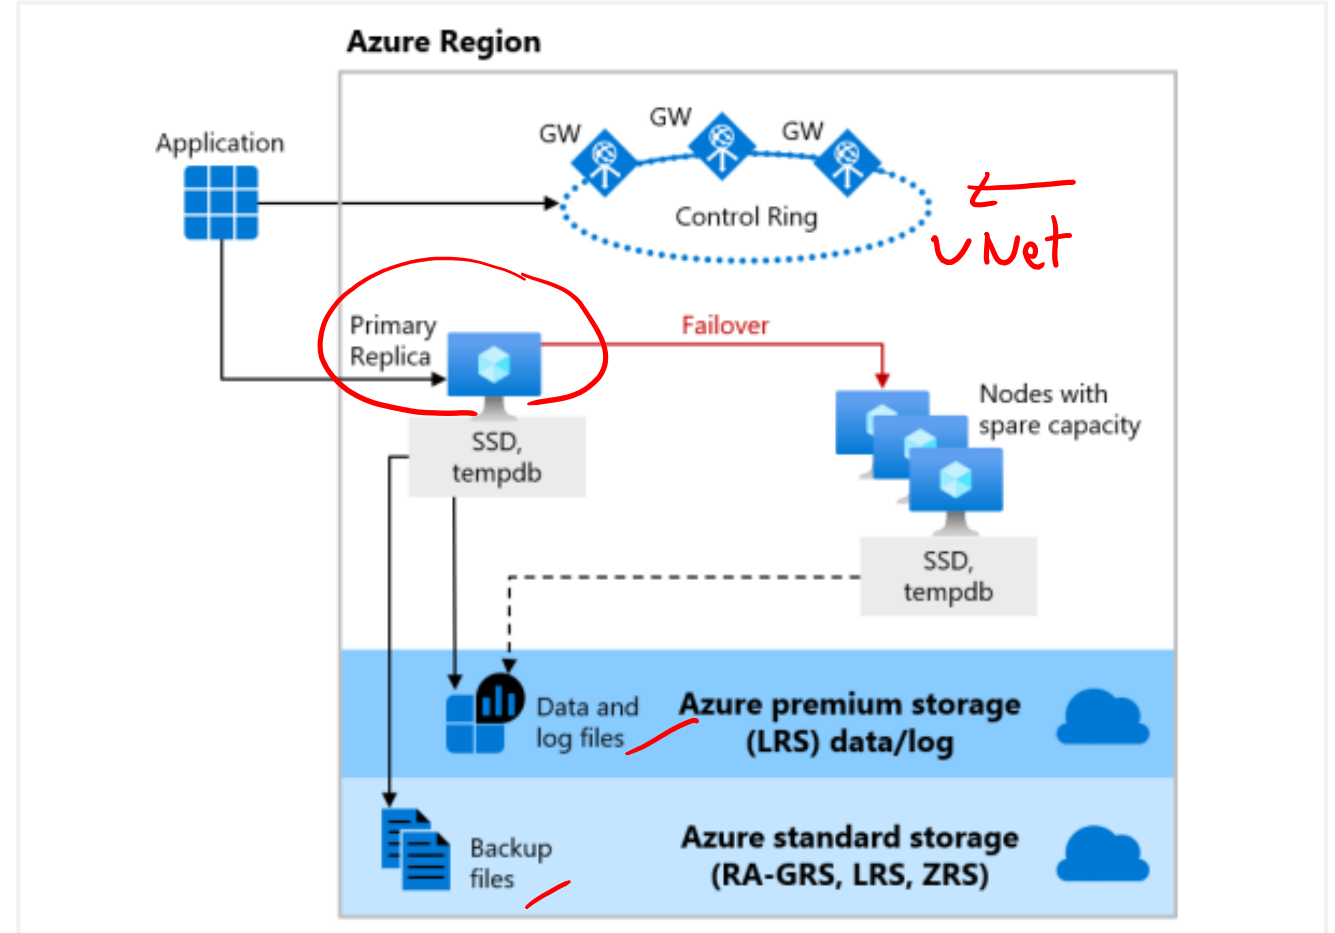 Azure Region
Application
GW
GW
GW
Control Ring
VNet
Primary
Replica
Failover
Nodes with
spare capacity
SSD,
tempdb
SSD,
tempdb
Data and
log files
Azure premium storage
(LRS) data/log
Backup
files
Azure standard storage
(RA-GRS, LRS, ZRS)